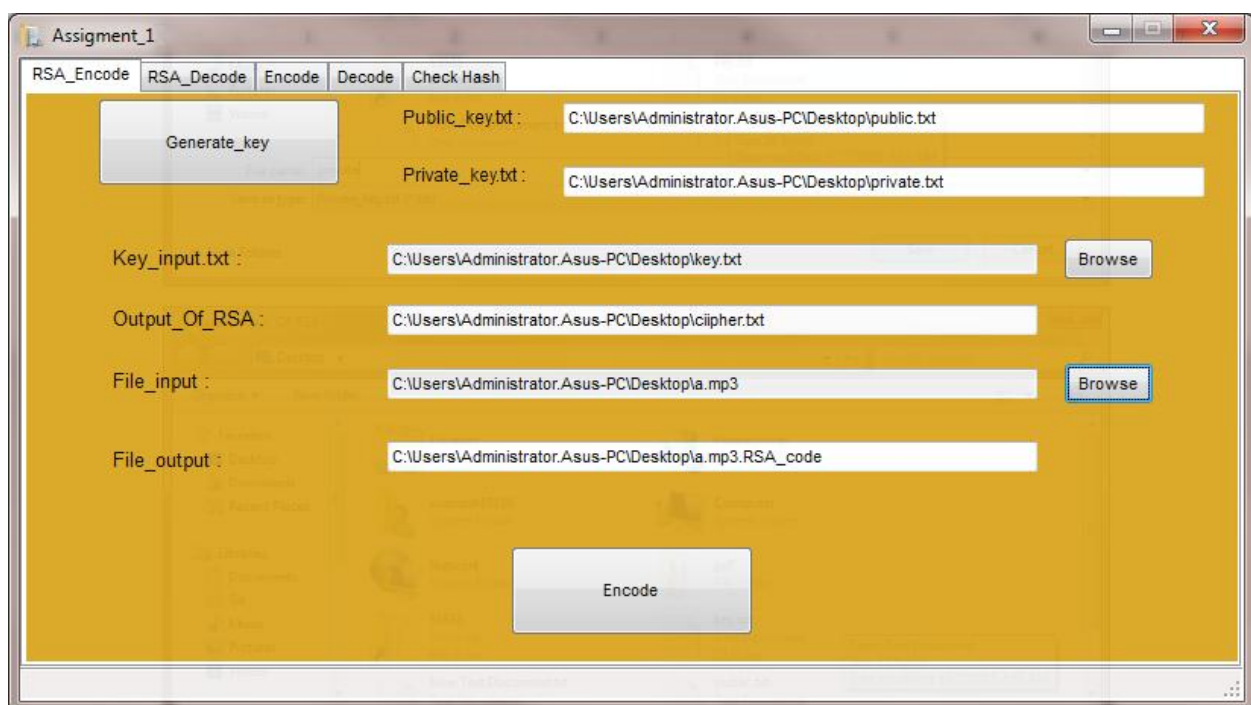 Assigment_1
RSA_Encode RSA_Decode Encode Decode Check Hash
Generate_key
Public_key.txt :
C:\Users\Administrator.Asus-PC\Desktop\public.txt
Private_key.txt :
C:\Users\Administrator.Asus-PC\Desktop\private.txt
Key_input.txt :
C:\Users\Administrator.Asus-PC\Desktop\key.txt
Browse
Output_Of_RSA :
C:\Users\Administrator.Asus-PC\Desktop\ciipher.txt
File_input :
C:\Users\Administrator.Asus-PC\Desktop\a.mp3
Browse
File_output :
C:\Users\Administrator.Asus-PC\Desktop\a.mp3.RSA_code
Encode